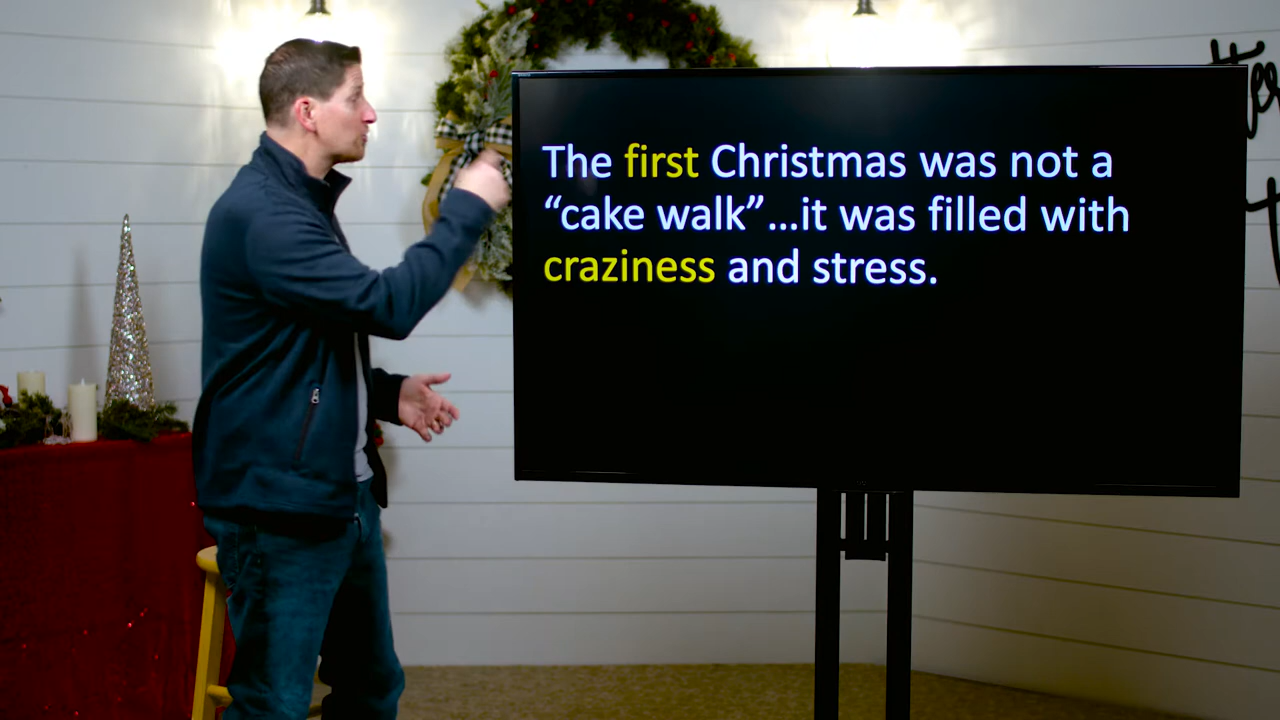 The first Christmas was not a
“cake walk”...it was filled with
craziness and stress.